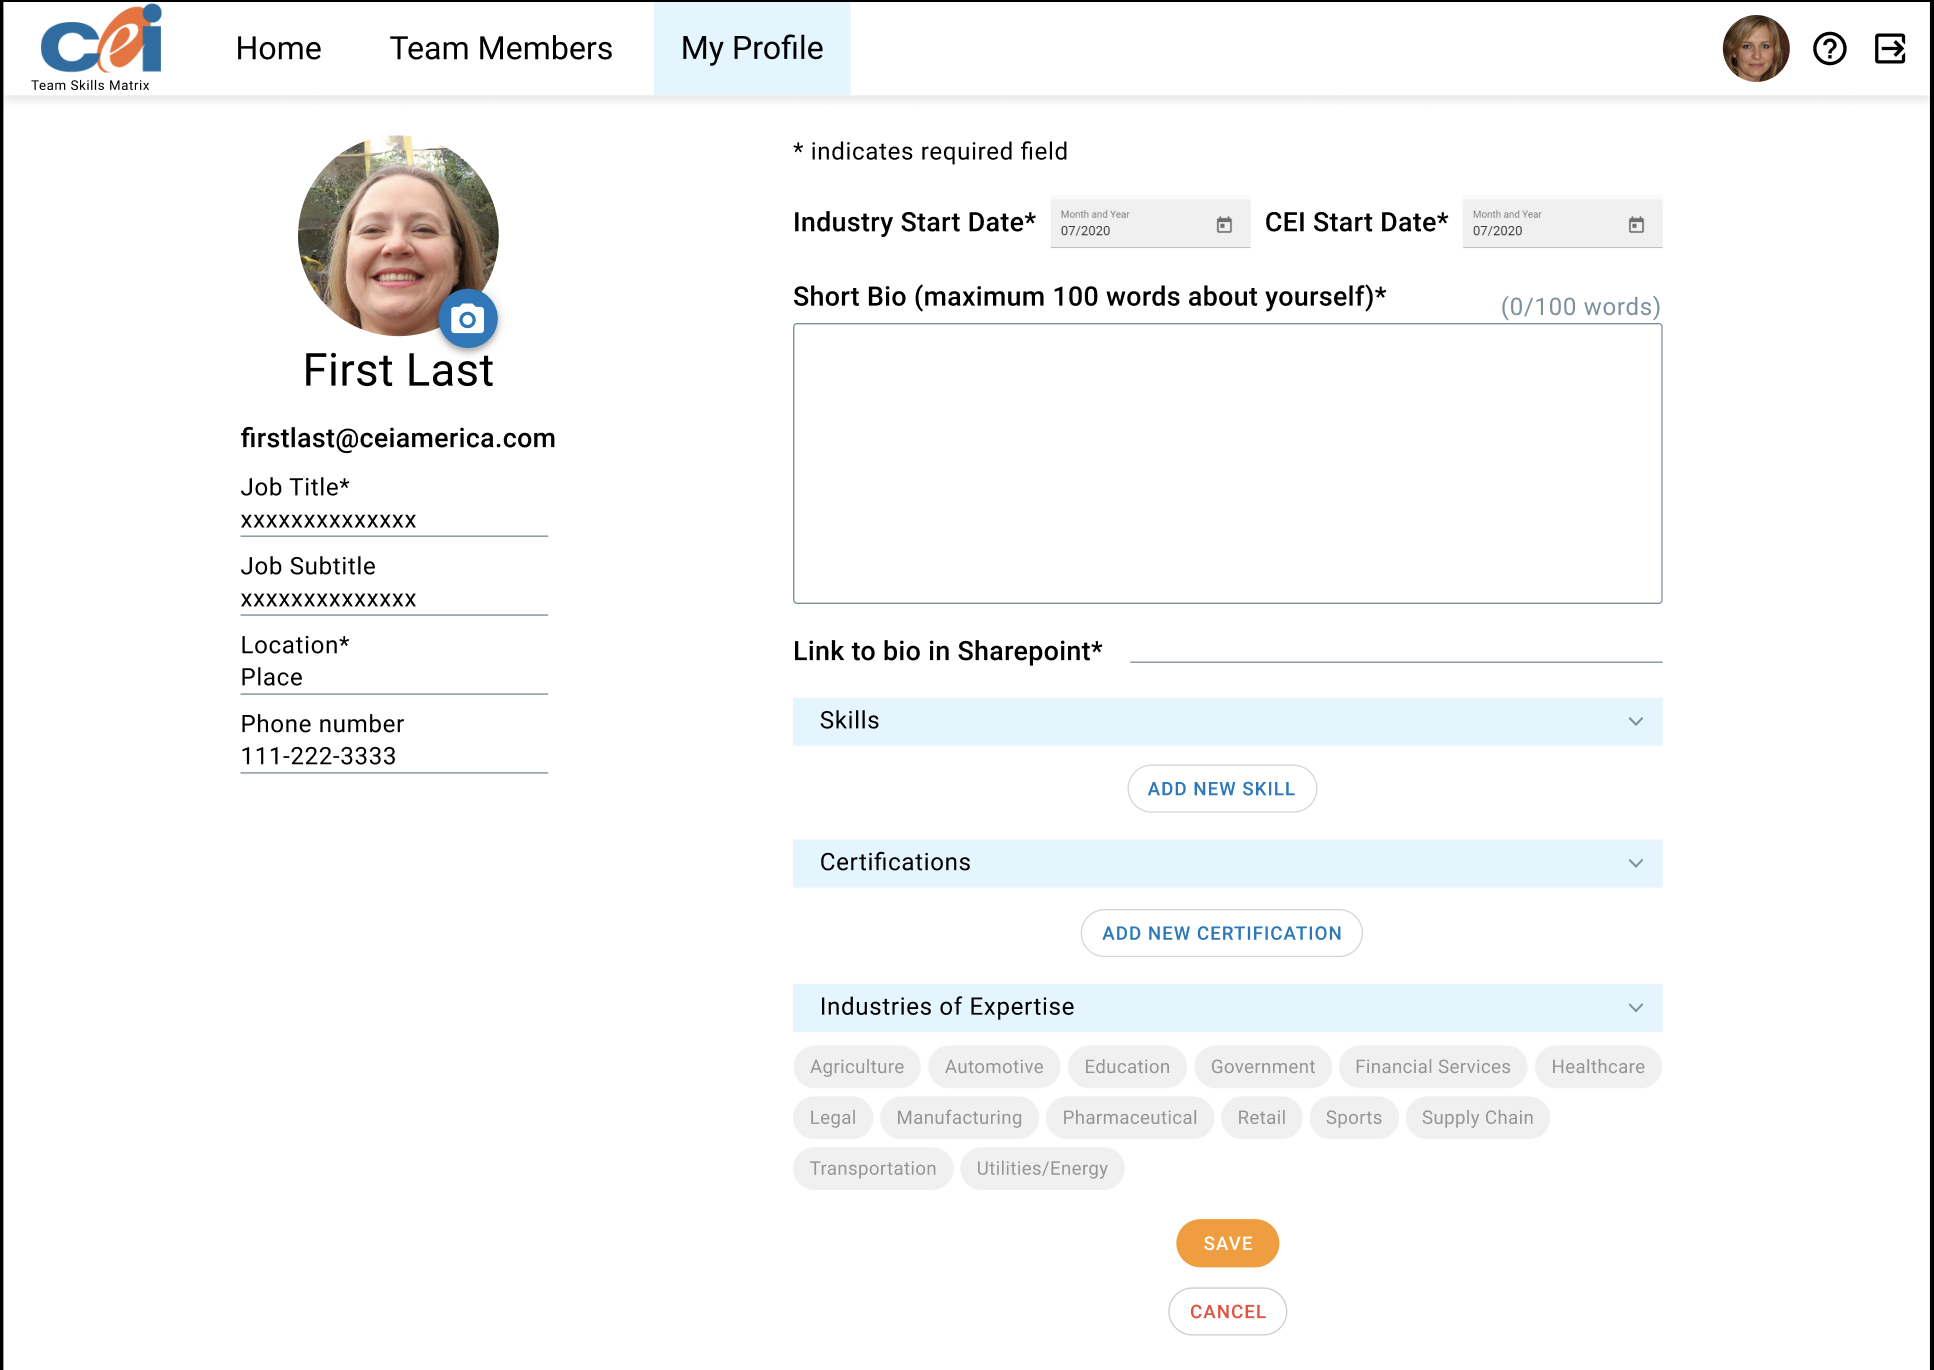 cei
Team Skills Matrix
Home
Team Members
My Profile
First Last
firstlast@ceiamerica.com
Job Title*
xxxxxxxxxxxxxx
Job Subtitle
xxxxxxxxxxxxxx
Location*
Place
Phone number
111-222-3333
* indicates required field
Industry Start Date*
Month and Year
07/2020
CEI Start Date*
Month and Year
07/2020
Short Bio (maximum 100 words about yourself)*
(0/100 words)
Link to bio in Sharepoint*
Skills
ADD NEW SKILL
Certifications
ADD NEW CERTIFICATION
Industries of Expertise
Agriculture Automotive Education Government Financial Services Healthcare
Legal Manufacturing Pharmaceutical Retail Sports Supply Chain
Transportation Utilities/Energy
SAVE
CANCEL